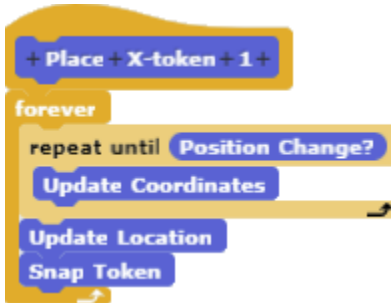 + Place + X-token + 1 +
forever
repeat until Position Change?
Update Coordinates
Update Location
Snap Token